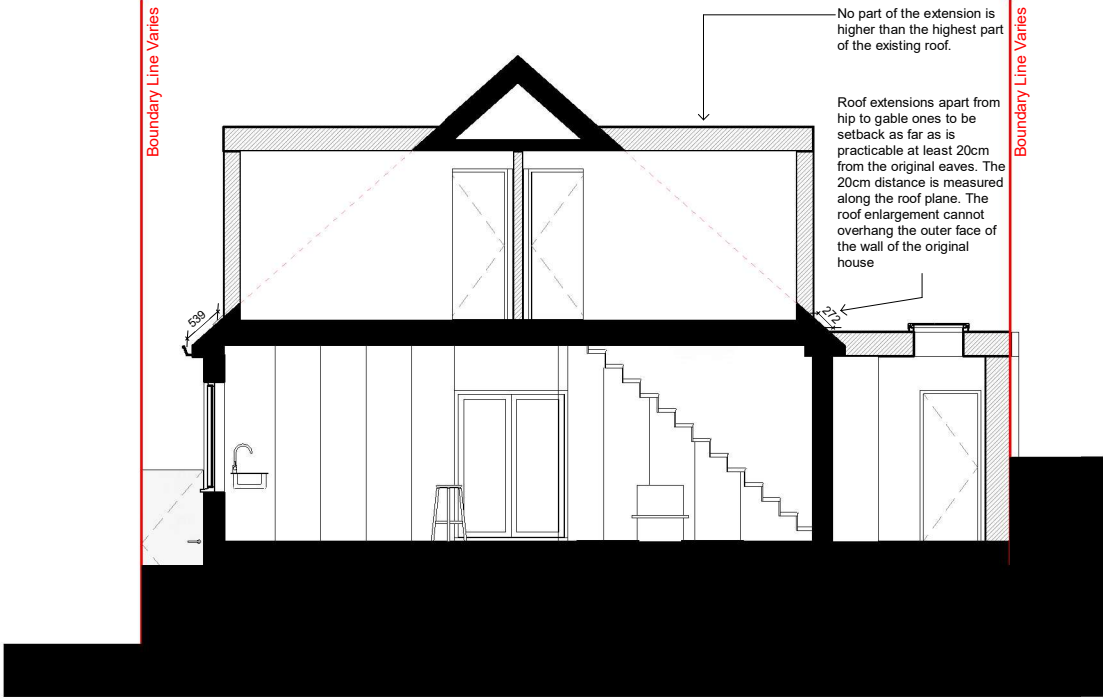 Boundary Line Varies
No part of the extension is
higher than the highest part
of the existing roof.
Boundary Line Varies
Roof extensions apart from
hip to gable ones to be
setback as far as is
practicable at least 20cm
from the original eaves. The
20cm distance is measured
along the roof plane. The
roof enlargement cannot
overhang the outer face of
the wall of the original
house
539
272